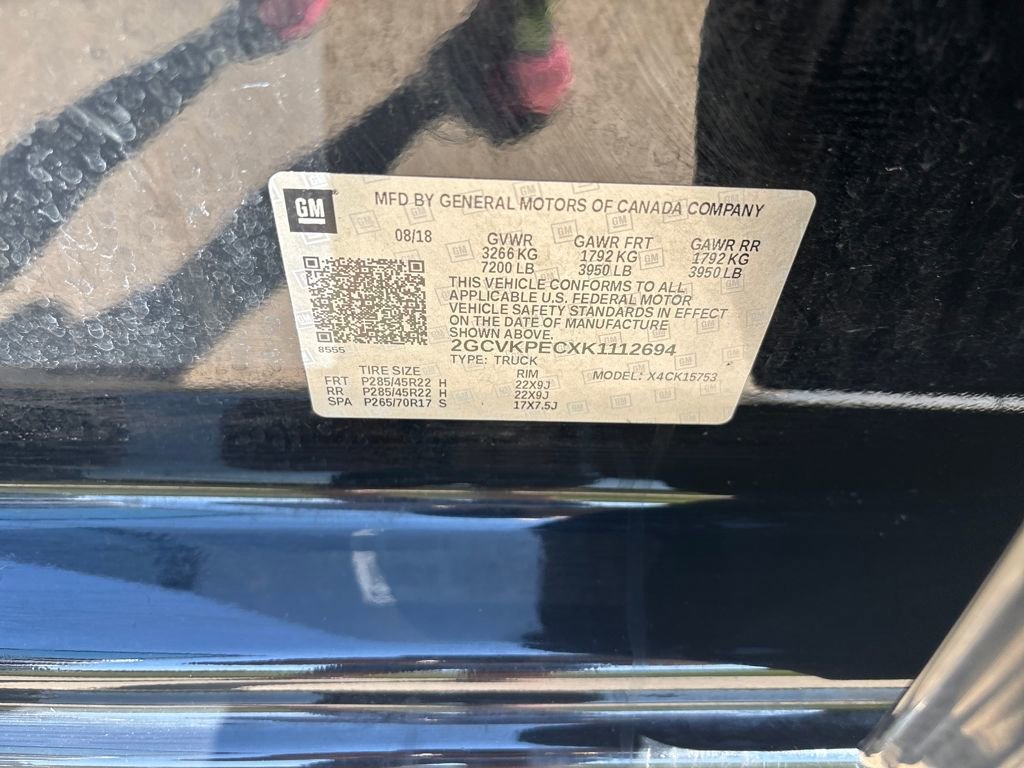 GM
MFD BY GENERAL MOTORS OF CANADA COMPANY
08/18
GVWR
3266 KG
7200 LB
GAWR FRT
1792 KG
3950 LB
GAWR RR
1792 KG
3950 LB
THIS VEHICLE CONFORMS TO ALL
APPLICABLE U.S. FEDERAL MOTOR
VEHICLE SAFETY STANDARDS IN EFFECT
ON THE DATE OF MANUFACTURE
SHOWN ABOVE.
8555
2GCVKPECXK1112694
TYPE: TRUCK
MODEL: X4CK15753
TIRE SIZE RIM
FRT P285/45R22 H 22X9J
RR P285/45R22 H 22X9J
SPA P265/70R17 S 17X7.5J